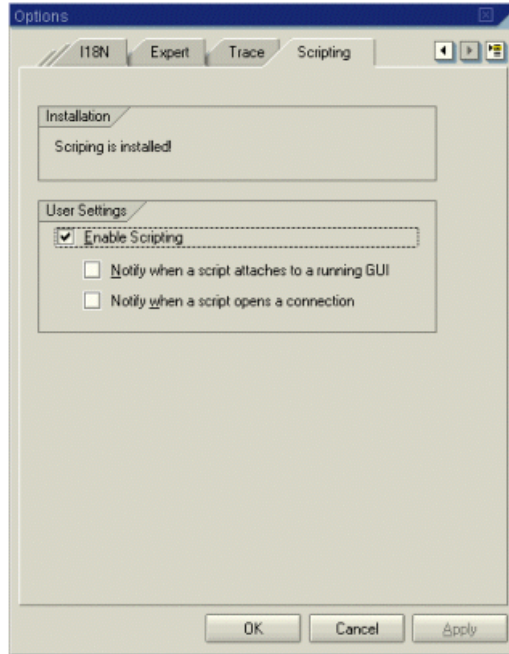 Options
I18N Expert Trace Scripting
Installation
Scriping is installed!
User Settings
Enable Scripting
Notify when a script attaches to a running GUI
Notify when a script opens a connection
OK Cancel Apply